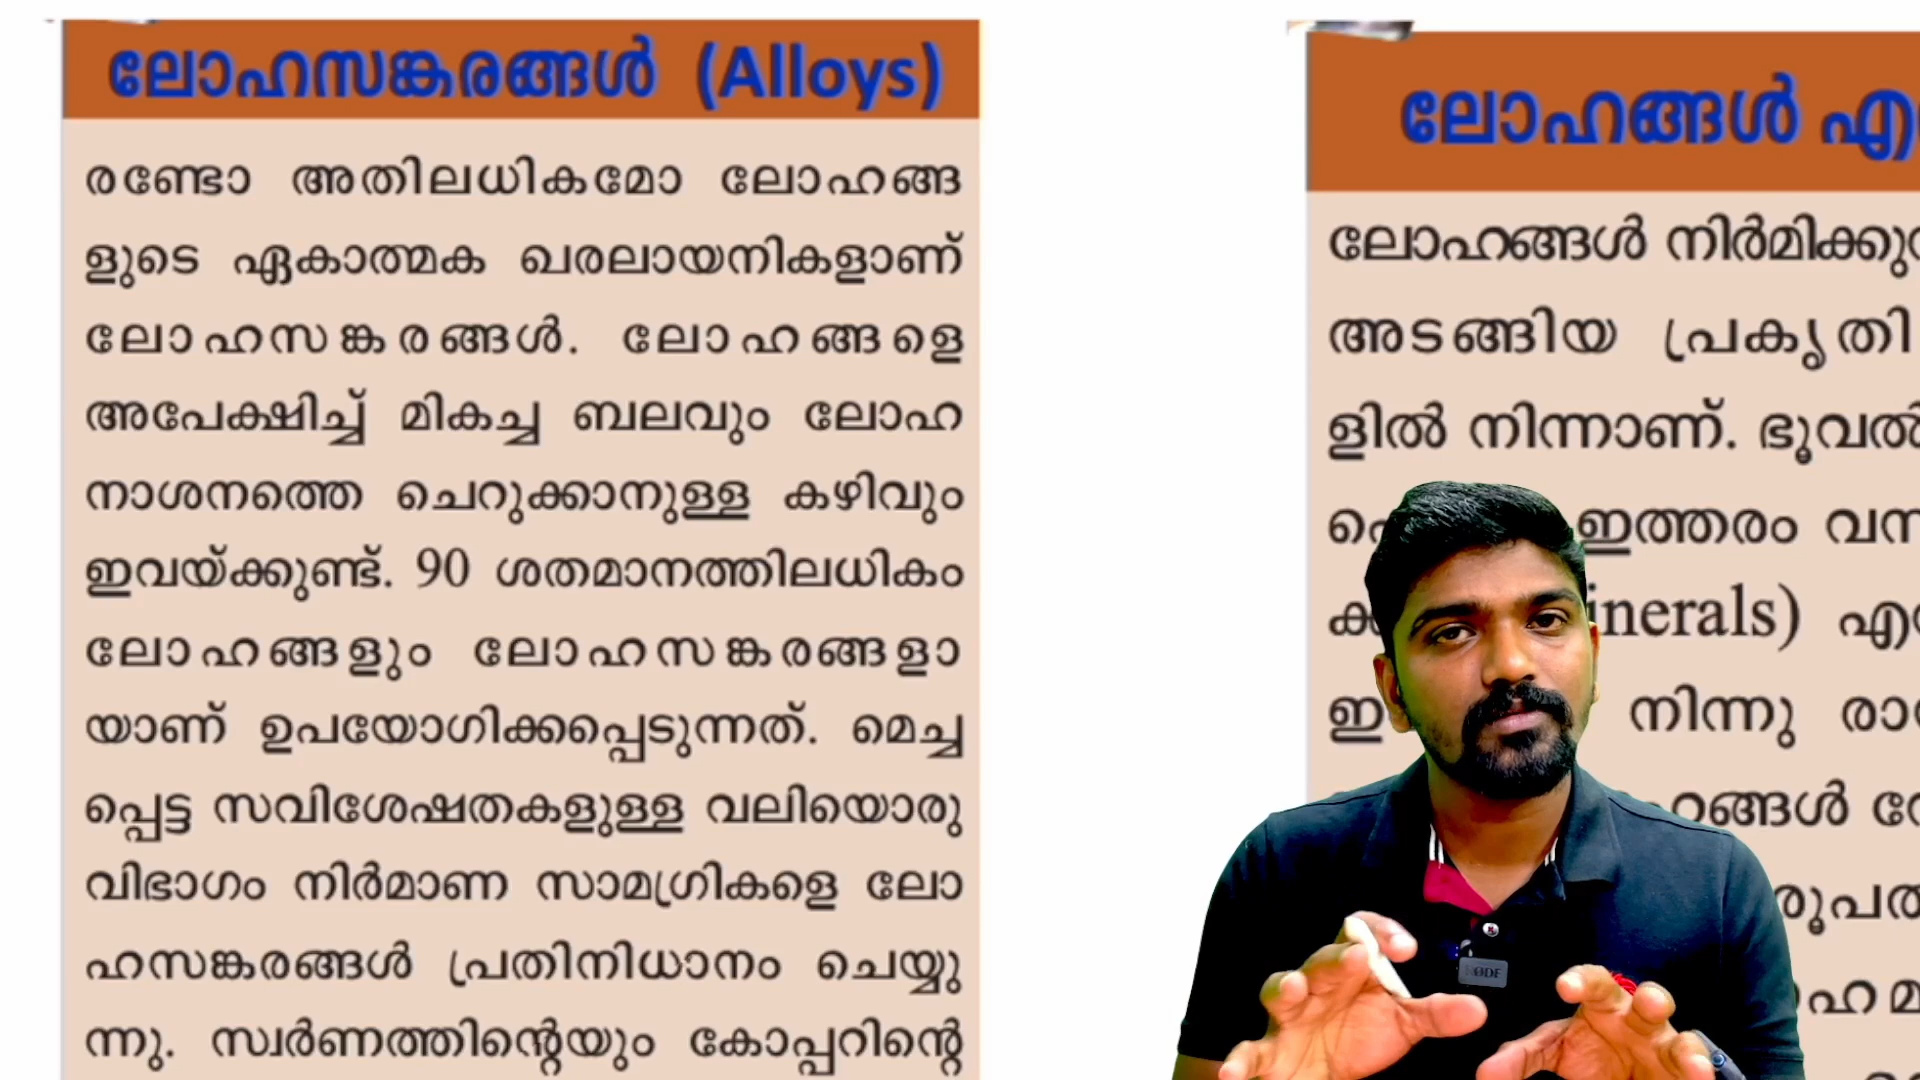 ലോഹസങ്കരങ്ങൾ (Alloys)
രണ്ടോ അതിലധികമോ ലോഹങ്ങ
ളുടെ ഏകാത്മക ഖരലായനികളാണ്
ലോഹസങ്കരങ്ങൾ. ലോഹങ്ങളെ
അപേക്ഷിച്ച് മികച്ച ബലവും ലോഹ
നാശനത്തെ ചെറുക്കാനുള്ള കഴിവും
ഇവയ്ക്കുണ്ട്. 90 ശതമാനത്തിലധികം
ലോഹങ്ങളും ലോഹസങ്കരങ്ങളാ
യാണ് ഉപയോഗിക്കപ്പെടുന്നത്. മെച്ച
പ്പെട്ട സവിശേഷതകളുള്ള വലിയൊരു
വിഭാഗം നിർമാണ സാമഗ്രികളെ ലോ
ഹസങ്കരങ്ങൾ പ്രതിനിധാനം ചെയ്യു
ന്നു. സ്വർണത്തിന്റെയും കോപ്പറിന്റെ
ലോഹങ്ങൾ
ലോഹങ്ങൾ
അടങ്ങിയ പ്രകൃതി
ളിൽ നിന്നാണ്.
ഇത്തരം
നിന്നു